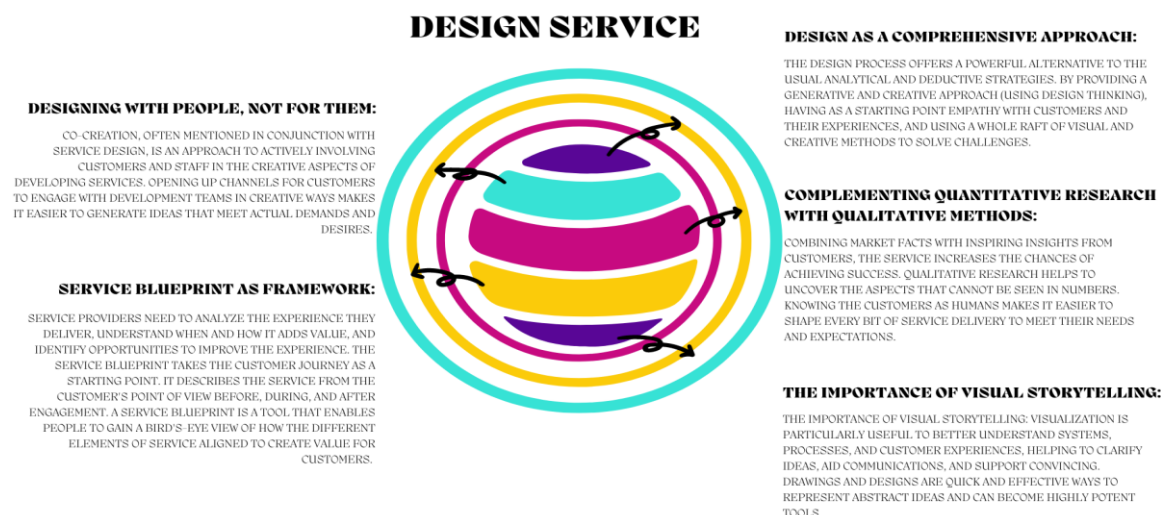 DESIGN SERVICE
DESIGNING WITH PEOPLE, NOT FOR THEM:
CO-CREATION, OFTEN MENTIONED IN CONJUNCTION WITH
SERVICE DESIGN, IS AN APPROACH TO ACTIVELY INVOLVING
CUSTOMERS AND STAFF IN THE CREATIVE ASPECTS OF
DEVELOPING SERVICES. OPENING UP CHANNELS FOR CUSTOMERS
TO ENGAGE WITH DEVELOPMENT TEAMS IN CREATIVE WAYS MAKES
IT EASIER TO GENERATE IDEAS THAT MEET ACTUAL DEMANDS AND
DESIRES.
SERVICE BLUEPRINT AS FRAMEWORK:
SERVICE PROVIDERS NEED TO ANALYZE THE EXPERIENCE THEY
DELIVER, UNDERSTAND WHEN AND HOW IT ADDS VALUE, AND
IDENTIFY OPPORTUNITIES TO IMPROVE THE EXPERIENCE. THE
SERVICE BLUEPRINT TAKES THE CUSTOMER JOURNEY AS A
STARTING POINT. IT DESCRIBES THE SERVICE FROM THE
CUSTOMER'S POINT OF VIEW BEFORE, DURING, AND AFTER
ENGAGEMENT. A SERVICE BLUEPRINT IS A TOOL THAT ENABLES
PEOPLE TO GAIN A BIRD'S-EYE VIEW OF HOW THE DIFFERENT
ELEMENTS OF SERVICE ALIGNED TO CREATE VALUE FOR
CUSTOMERS.
DESIGN AS A COMPREHENSIVE APPROACH:
THE DESIGN PROCESS OFFERS A POWERFUL ALTERNATIVE TO THE
USUAL ANALYTICAL AND DEDUCTIVE STRATEGIES. BY PROVIDING A
GENERATIVE AND CREATIVE APPROACH (USING DESIGN THINKING),
HAVING AS A STARTING POINT EMPATHY WITH CUSTOMERS AND
THEIR EXPERIENCES, AND USING A WHOLE RAFT OF VISUAL AND
CREATIVE METHODS TO SOLVE CHALLENGES.
COMPLEMENTING QUANTITATIVE RESEARCH
WITH QUALITATIVE METHODS:
COMBINING MARKET FACTS WITH INSPIRING INSIGHTS FROM
CUSTOMERS, THE SERVICE INCREASES THE CHANCES OF
ACHIEVING SUCCESS. QUALITATIVE RESEARCH HELPS TO
UNCOVER THE ASPECTS THAT CANNOT BE SEEN IN NUMBERS.
KNOWING THE CUSTOMERS AS HUMANS MAKES IT EASIER TO
SHAPE EVERY BIT OF SERVICE DELIVERY TO MEET THEIR NEEDS
AND EXPECTATIONS.
THE IMPORTANCE OF VISUAL STORYTELLING:
THE IMPORTANCE OF VISUAL STORYTELLING: VISUALIZATION IS
PARTICULARLY USEFUL TO BETTER UNDERSTAND SYSTEMS,
PROCESSES, AND CUSTOMER EXPERIENCES, HELPING TO CLARIFY
IDEAS, AID COMMUNICATIONS, AND SUPPORT CONVINCING.
DRAWINGS AND DESIGNS ARE QUICK AND EFFECTIVE WAYS TO
REPRESENT ABSTRACT IDEAS AND CAN BECOME HIGHLY POTENT
TOOLS.